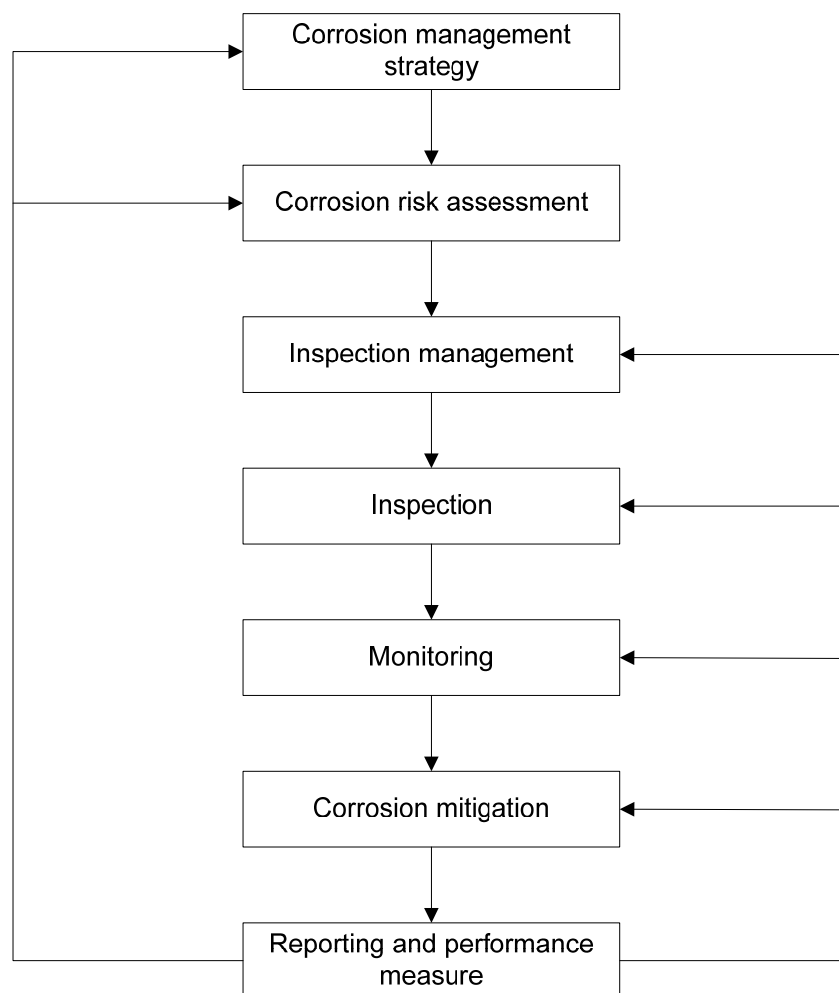 Corrosion management
strategy
Corrosion risk assessment
Inspection management
Inspection
Monitoring
Corrosion mitigation
Reporting and performance
measure